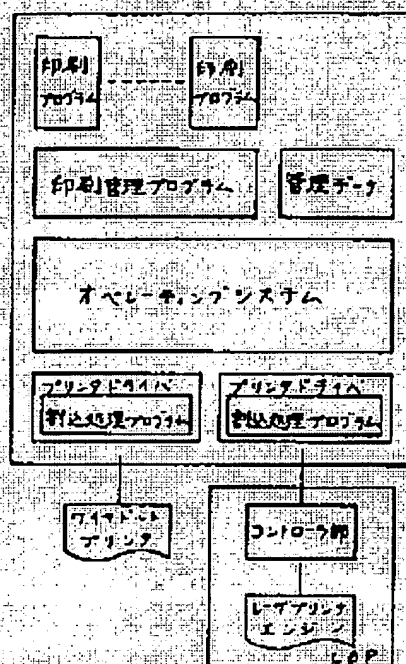 印刷
プログラム
印刷
プログラム
印刷管理プログラム
管理データ
オペレーティングシステム
プリンタドライバ
割込処理プログラム
プリンタドライバ
割込処理プログラム
ワイヤドット
プリンタ
コントローラ部
レーザプリンタ
エンジン